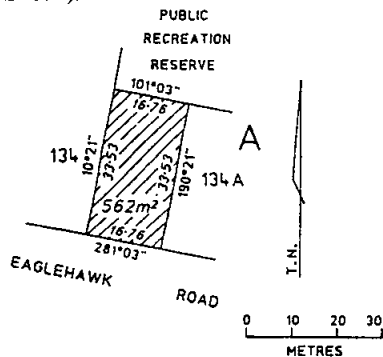 PUBLIC
RECREATION
RESERVE
101°03'
16·76
134
10°21'
33·53
33·53
190°21'
134A
A
562m²
16·76
281°03'
EAGLEHAWK ROAD
T.N.
0 10 20 30
METRES